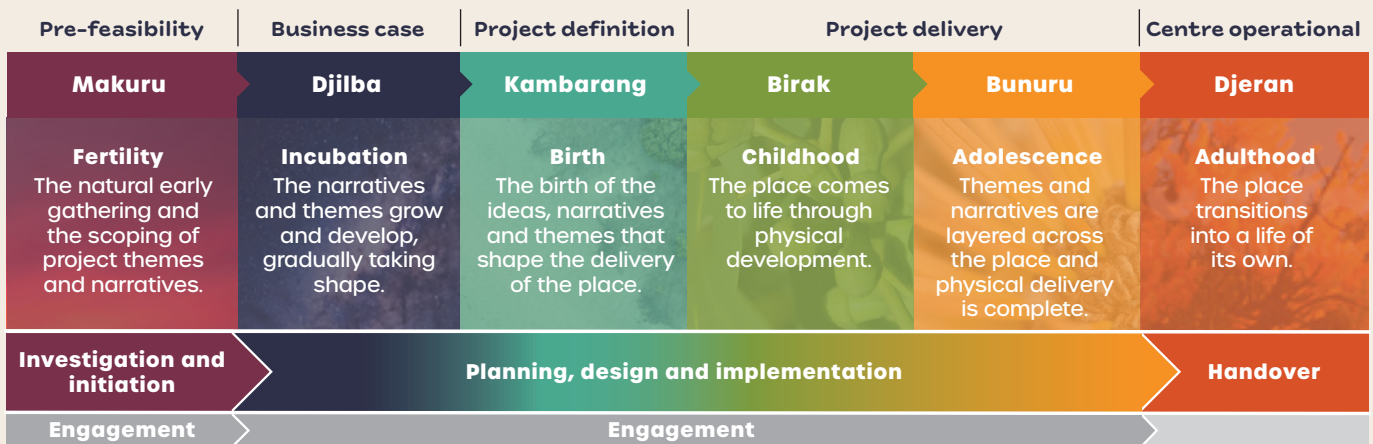 Pre-feasibility
Business case
Project definition
Project delivery
Centre operational
Makuru
Djilba
Kambarang
Birak
Bunuru
Djeran
Fertility
The natural early
gathering and
the scoping of
project themes
and narratives.
Incubation
The narratives
and themes grow
and develop,
gradually taking
shape.
Birth
The birth of the
ideas, narratives
and themes that
shape the delivery
of the place.
Childhood
The place comes
to life through
physical
development.
Adolescence
Themes and
narratives are
layered across
the place and
physical delivery
is complete.
Adulthood
The place
transitions
into a life of
its own.
Investigation and
initiation
Planning, design and implementation
Handover
Engagement
Engagement